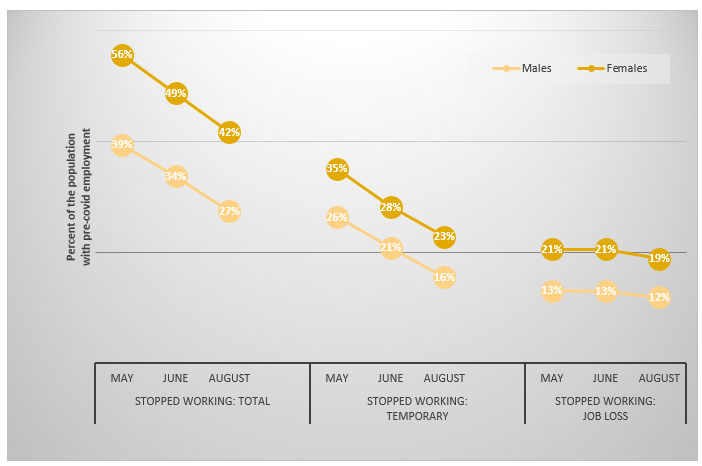 Males
Females
Percent of the population
with pre-covid employment
56%
49%
42%
39%
34%
27%
35%
28%
23%
26%
21%
16%
21%
21%
19%
13%
13%
12%
MAY JUNE AUGUST MAY JUNE AUGUST MAY JUNE AUGUST
STOPPED WORKING: TOTAL
STOPPED WORKING:
TEMPORARY
STOPPED WORKING:
JOB LOSS